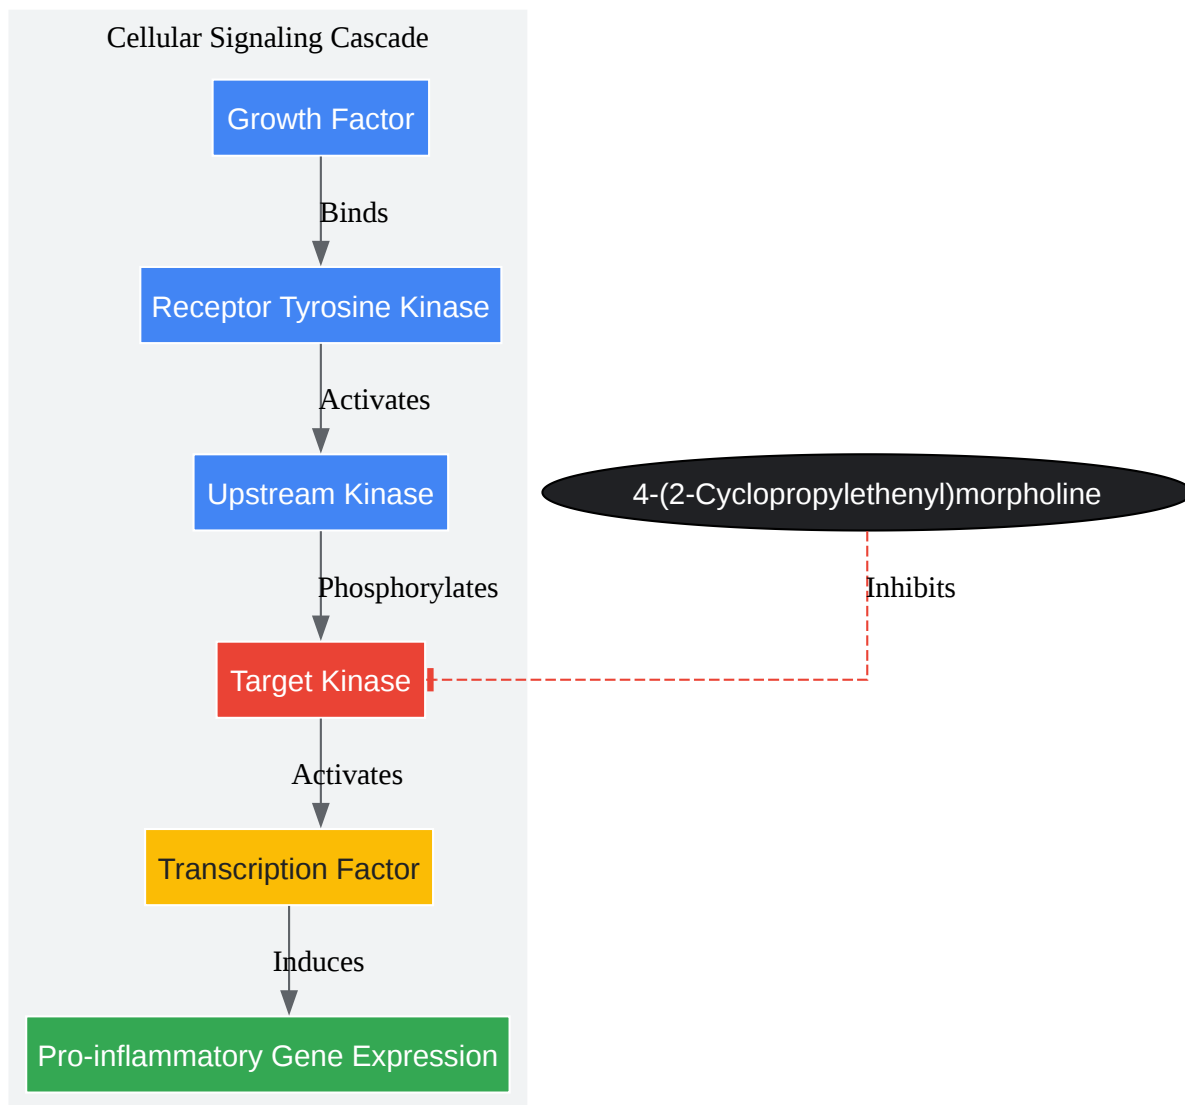 Cellular Signaling Cascade
Growth Factor
Binds
Receptor Tyrosine Kinase
Activates
Upstream Kinase
4-(2-Cyclopropylethenyl)morpholine
Phosphorylates
Inhibits
Target Kinase
Activates
Transcription Factor
Induces
Pro-inflammatory Gene Expression